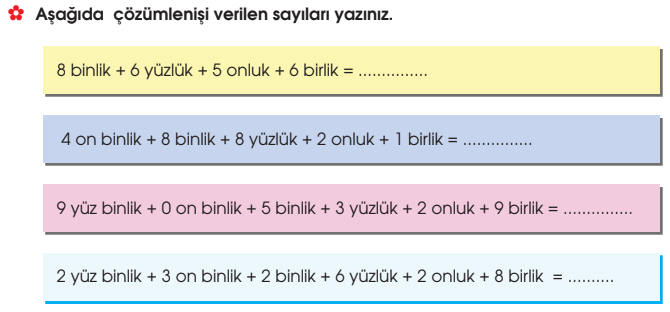 Aşağıda çözümlenişi verilen sayıları yazınız.
8 binlik + 6 yüzlük + 5 onluk + 6 birlik = ...............
4 on binlik + 8 binlik + 8 yüzlük + 2 onluk + 1 birlik = ...............
9 yüz binlik + 0 on binlik + 5 binlik + 3 yüzlük + 2 onluk + 9 birlik = ...............
2 yüz binlik + 3 on binlik + 2 binlik + 6 yüzlük + 2 onluk + 8 birlik = ..........